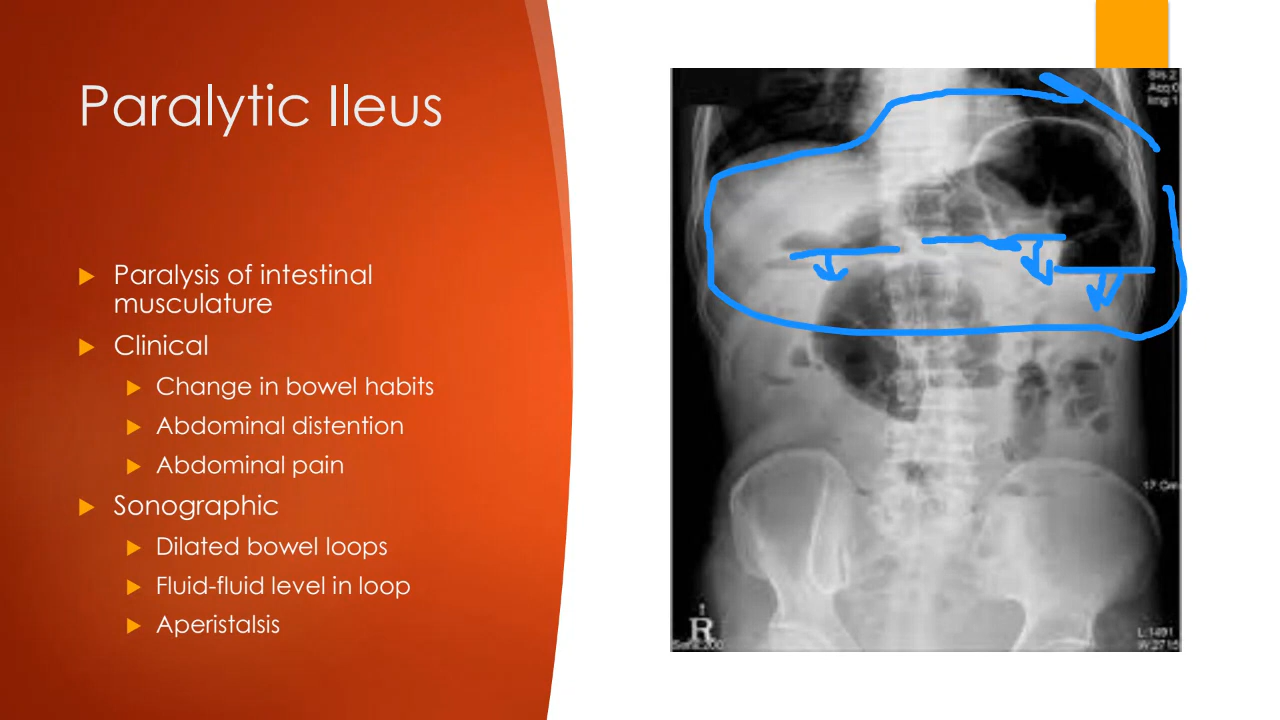 Paralytic Ileus
Paralysis of intestinal
musculature
Clinical
Change in bowel habits
Abdominal distention
Abdominal pain
Sonographic
Dilated bowel loops
Fluid-fluid level in loop
Aperistalsis
R